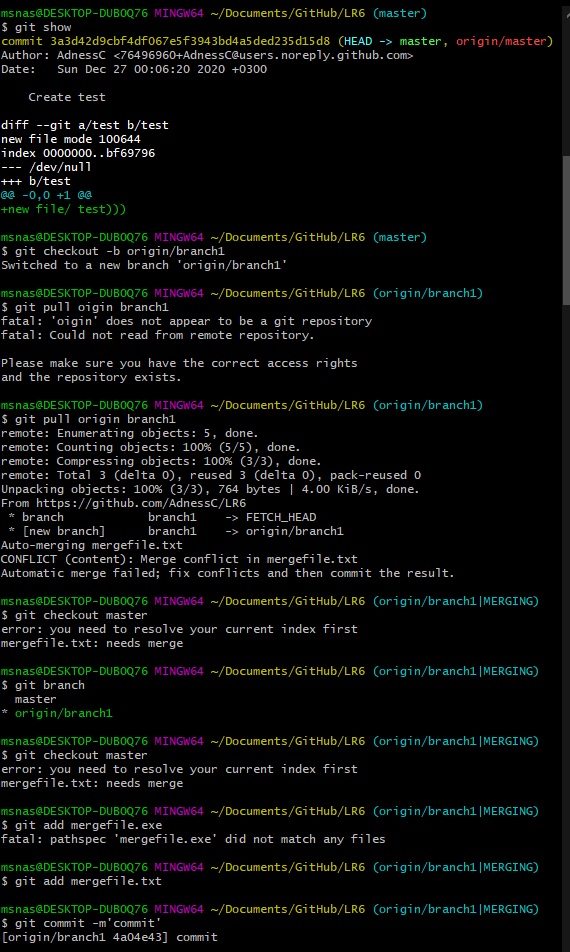 msnas@DESKTOP-DUBOQ76 MINGW64 ~/Documents/GitHub/LR6 (master)
$ git show
commit 3a3d42d9cbf4df067e5f3943bd4a5ded235d15d8 (HEAD -> master, origin/master)
Author: AdnessC <76496960+AdnessC@users.noreply.github.com>
Date:   Sun Dec 27 00:06:20 2020 +0300

    Create test

diff --git a/test b/test
new file mode 100644
index 0000000..bf69796
--- /dev/null
+++ b/test
@@ -0,0 +1 @@
+new file/ test)))

msnas@DESKTOP-DUBOQ76 MINGW64 ~/Documents/GitHub/LR6 (master)
$ git checkout -b origin/branch1
Switched to a new branch 'origin/branch1'

msnas@DESKTOP-DUBOQ76 MINGW64 ~/Documents/GitHub/LR6 (origin/branch1)
$ git pull oigin branch1
fatal: 'oigin' does not appear to be a git repository
fatal: Could not read from remote repository.

Please make sure you have the correct access rights
and the repository exists.

msnas@DESKTOP-DUBOQ76 MINGW64 ~/Documents/GitHub/LR6 (origin/branch1)
$ git pull origin branch1
remote: Enumerating objects: 5, done.
remote: Counting objects: 100% (5/5), done.
remote: Compressing objects: 100% (3/3), done.
remote: Total 3 (delta 0), reused 3 (delta 0), pack-reused 0
Unpacking objects: 100% (3/3), 764 bytes | 4.00 KiB/s, done.
From https://github.com/AdnessC/LR6
 * branch            branch1    -> FETCH_HEAD
 * [new branch]      branch1    -> origin/branch1
Auto-merging mergefile.txt
CONFLICT (content): Merge conflict in mergefile.txt
Automatic merge failed; fix conflicts and then commit the result.

msnas@DESKTOP-DUBOQ76 MINGW64 ~/Documents/GitHub/LR6 (origin/branch1|MERGING)
$ git checkout master
error: you need to resolve your current index first
mergefile.txt: needs merge

msnas@DESKTOP-DUBOQ76 MINGW64 ~/Documents/GitHub/LR6 (origin/branch1|MERGING)
$ git branch
  master
* origin/branch1

msnas@DESKTOP-DUBOQ76 MINGW64 ~/Documents/GitHub/LR6 (origin/branch1|MERGING)
$ git checkout master
error: you need to resolve your current index first
mergefile.txt: needs merge

msnas@DESKTOP-DUBOQ76 MINGW64 ~/Documents/GitHub/LR6 (origin/branch1|MERGING)
$ git add mergefile.exe
fatal: pathspec 'mergefile.exe' did not match any files

msnas@DESKTOP-DUBOQ76 MINGW64 ~/Documents/GitHub/LR6 (origin/branch1|MERGING)
$ git add mergefile.txt

msnas@DESKTOP-DUBOQ76 MINGW64 ~/Documents/GitHub/LR6 (origin/branch1|MERGING)
$ git commit -m'commit'
[origin/branch1 4a04e43] commit